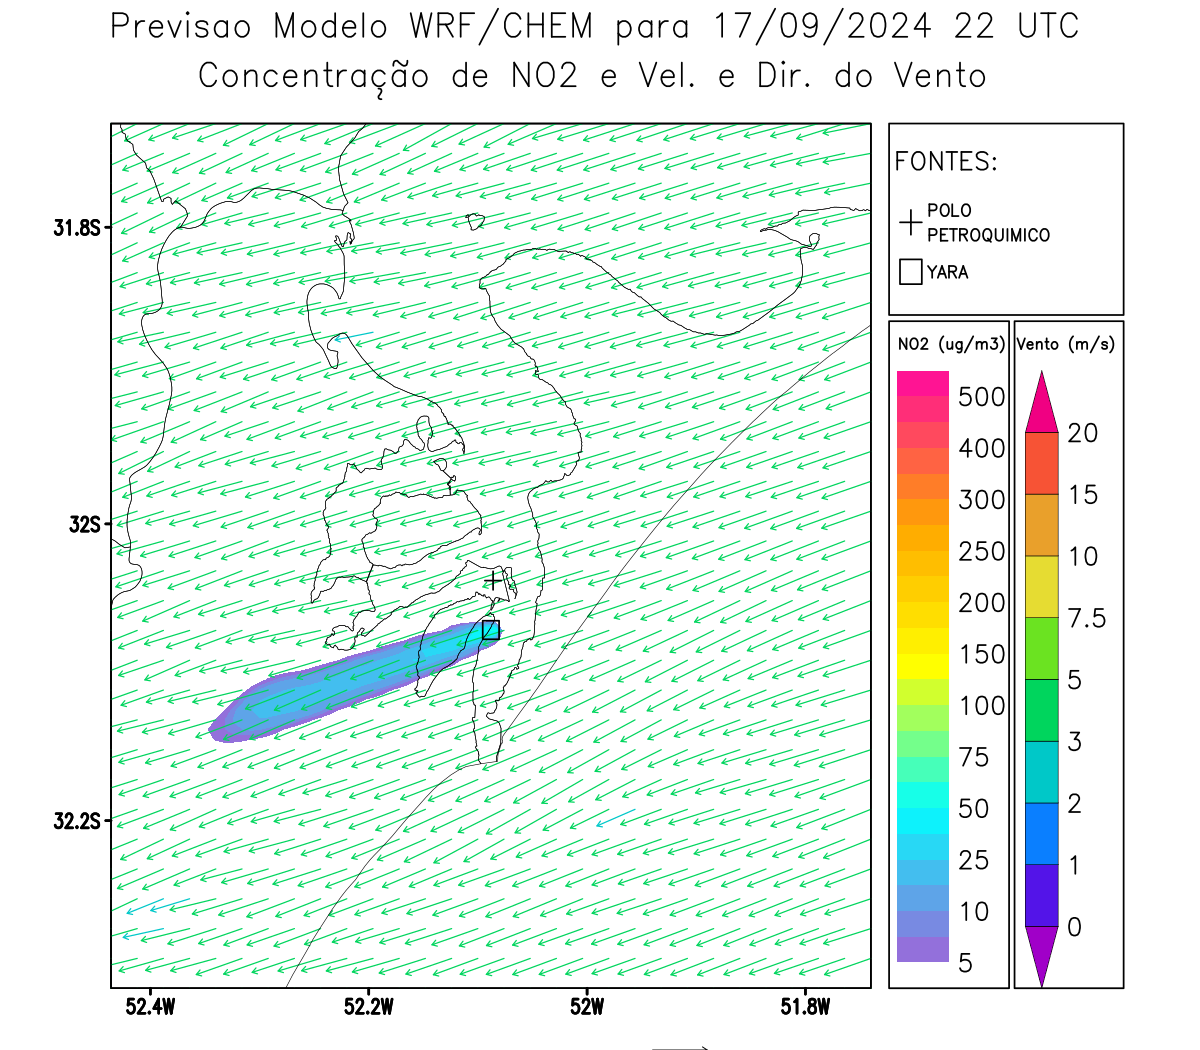 Previsao Modelo WRF/CHEM para 17/09/2024 22 UTC
Concentração de NO2 e Vel. e Dir. do Vento
31.8S
32S
32.2S
52.4W
52.2W
52W
51.8W
FONTES:
POLO
PETROQUIMICO
YARA
NO2 (ug/m3)
500
400
300
250
200
150
100
75
50
25
10
5
Vento (m/s)
20
15
10
7.5
5
3
2
1
0